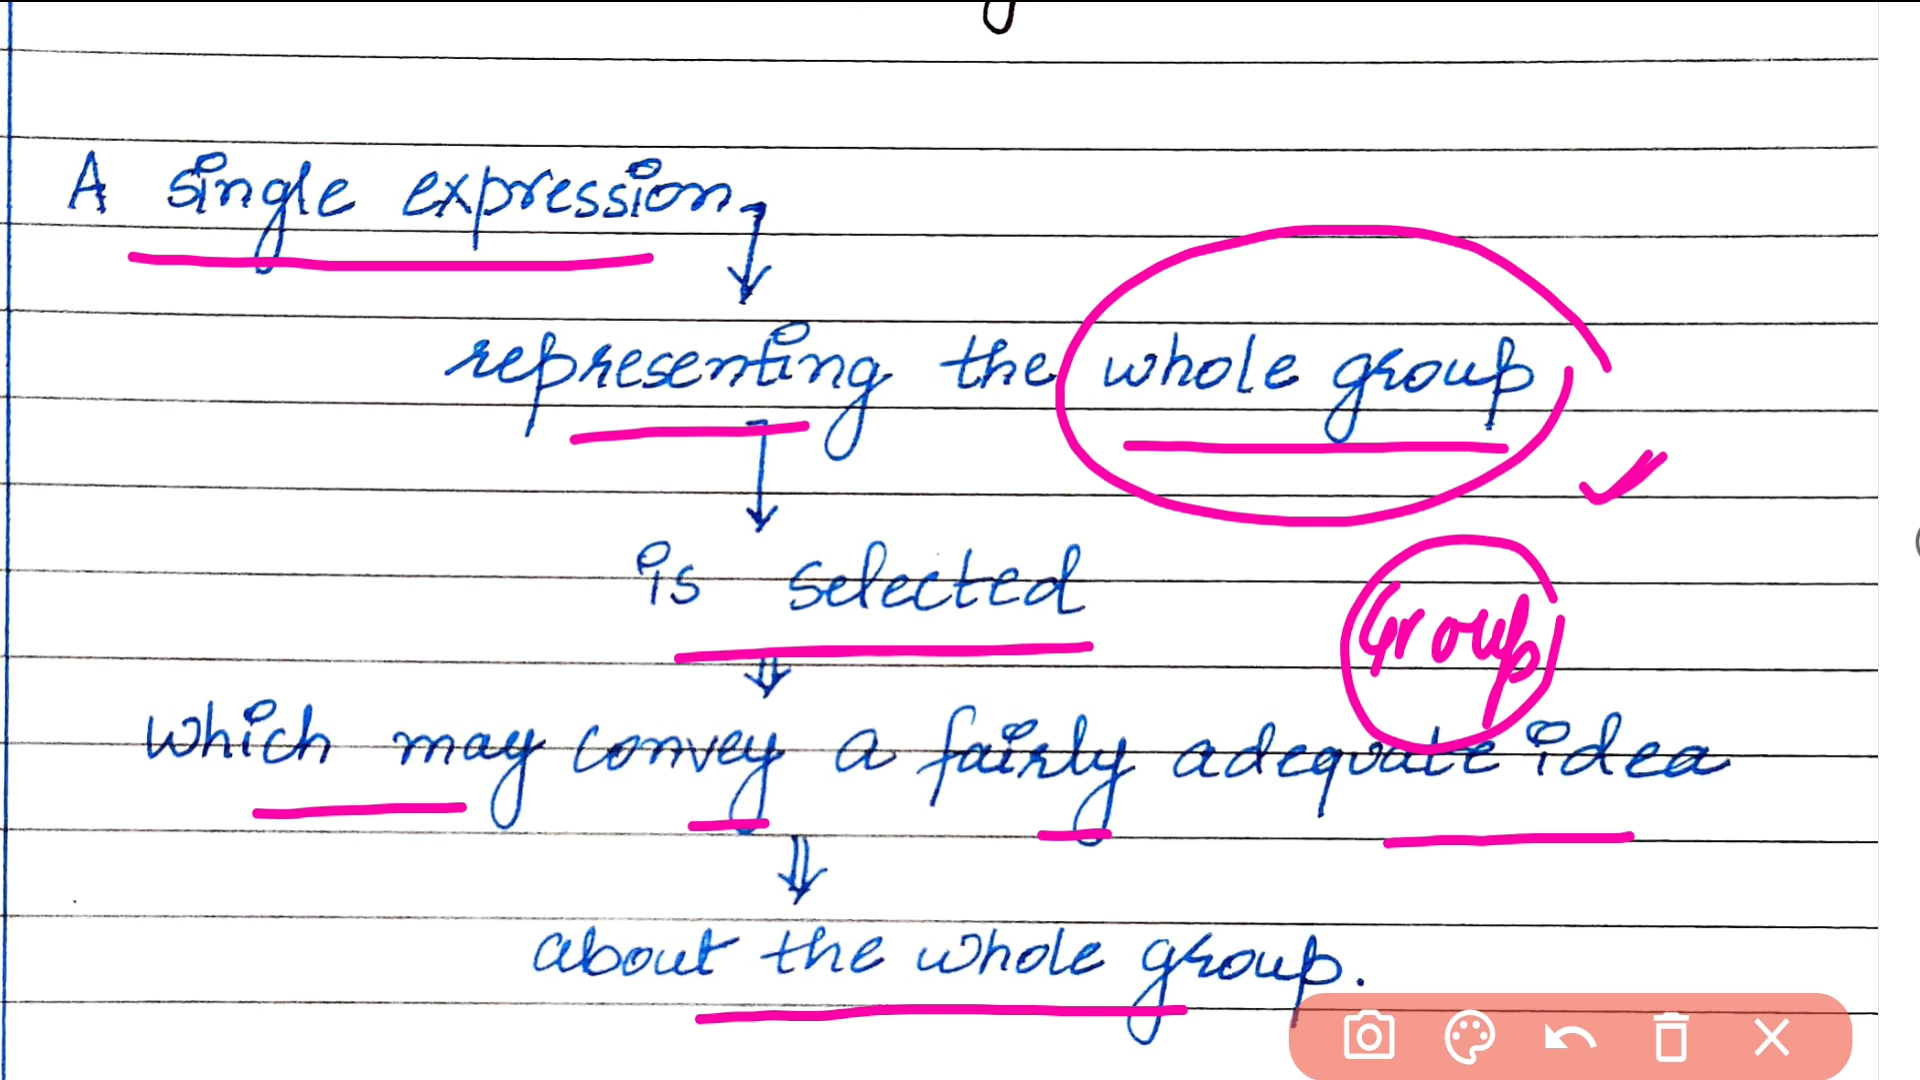 A single expression
representing the whole group
is selected
Group
which may convey a fairly adequate idea
about the whole group.